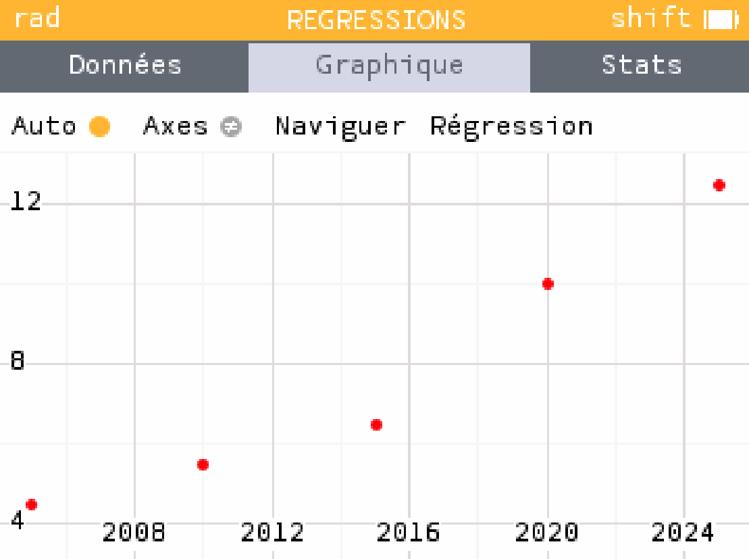 rad REGRESSIONS shift
Données Graphique Stats
Auto Axes ≠ Naviguer Régression
12
8
4
2008 2012 2016 2020 2024